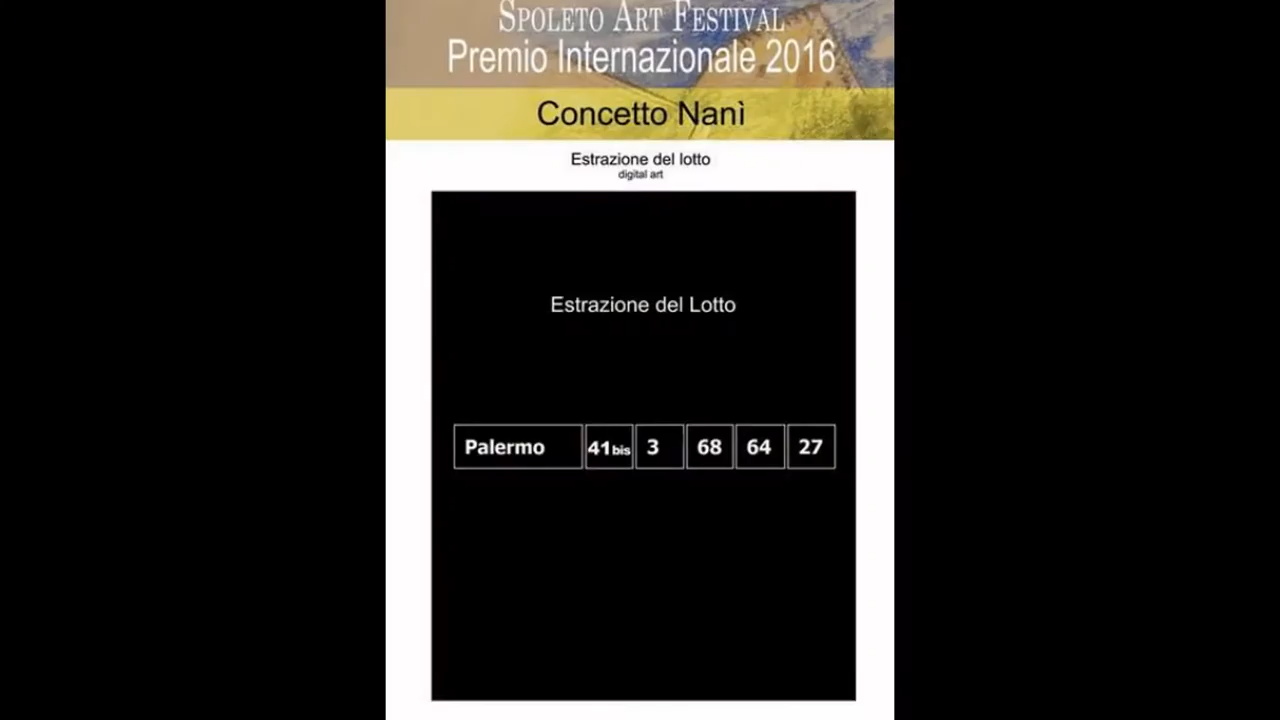 SPOLETO ART FESTIVAL
Premio Internazionale 2016
Concetto Nanì
Estrazione del lotto
digital art
Estrazione del Lotto
Palermo 41bis 3 68 64 27